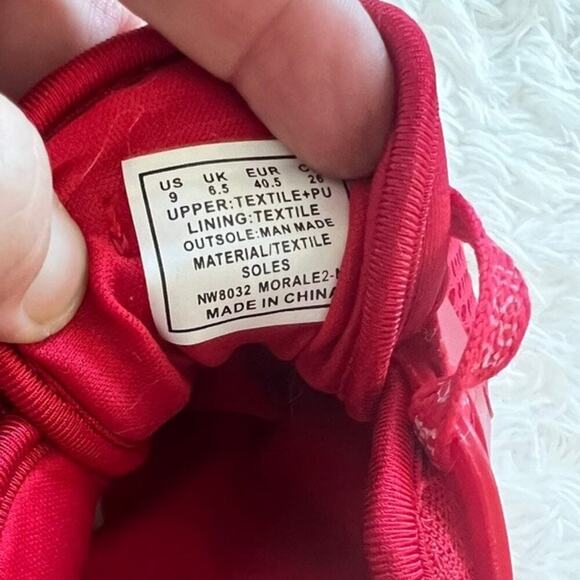 US UK EUR
9 6.5 40.5 26
UPPER:TEXTILE+PU
LINING:TEXTILE
OUTSOLE:MAN MADE
MATERIAL/TEXTILE
SOLES
NW8032 MORALE2-
MADE IN CHINA